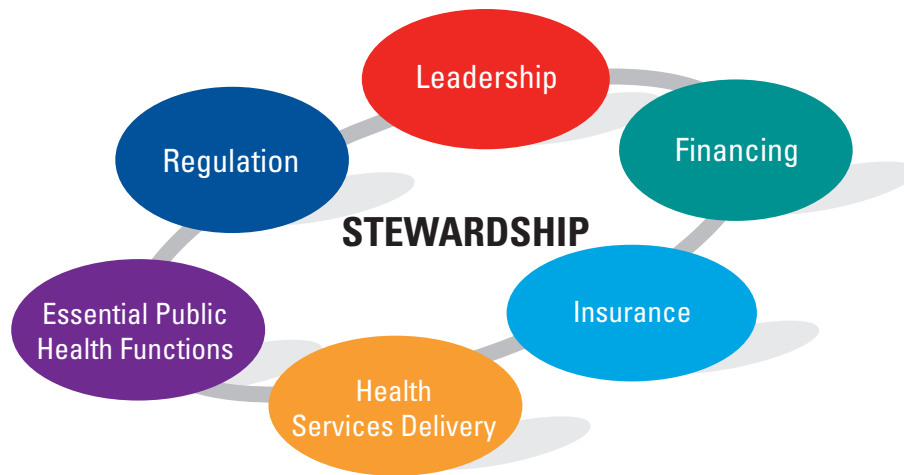 Leadership
Financing
Regulation
STEWARDSHIP
Insurance
Essential Public
Health Functions
Health
Services Delivery